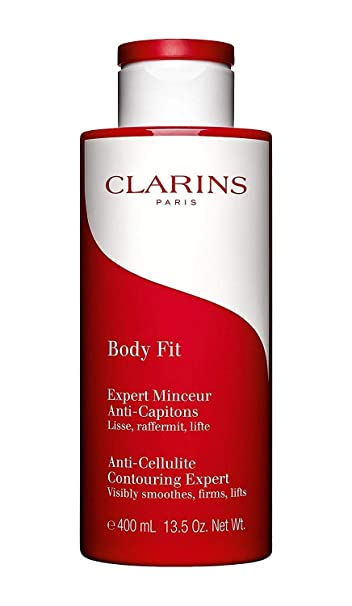 CLARINS
PARIS
Body Fit
Expert Minceur
Anti-Capitons
Lisse, raffermit, lifte
Anti-Cellulite
Contouring Expert
Visibly smoothes, firms, lifts
℮400 mL 13.5 Oz. Net Wt.